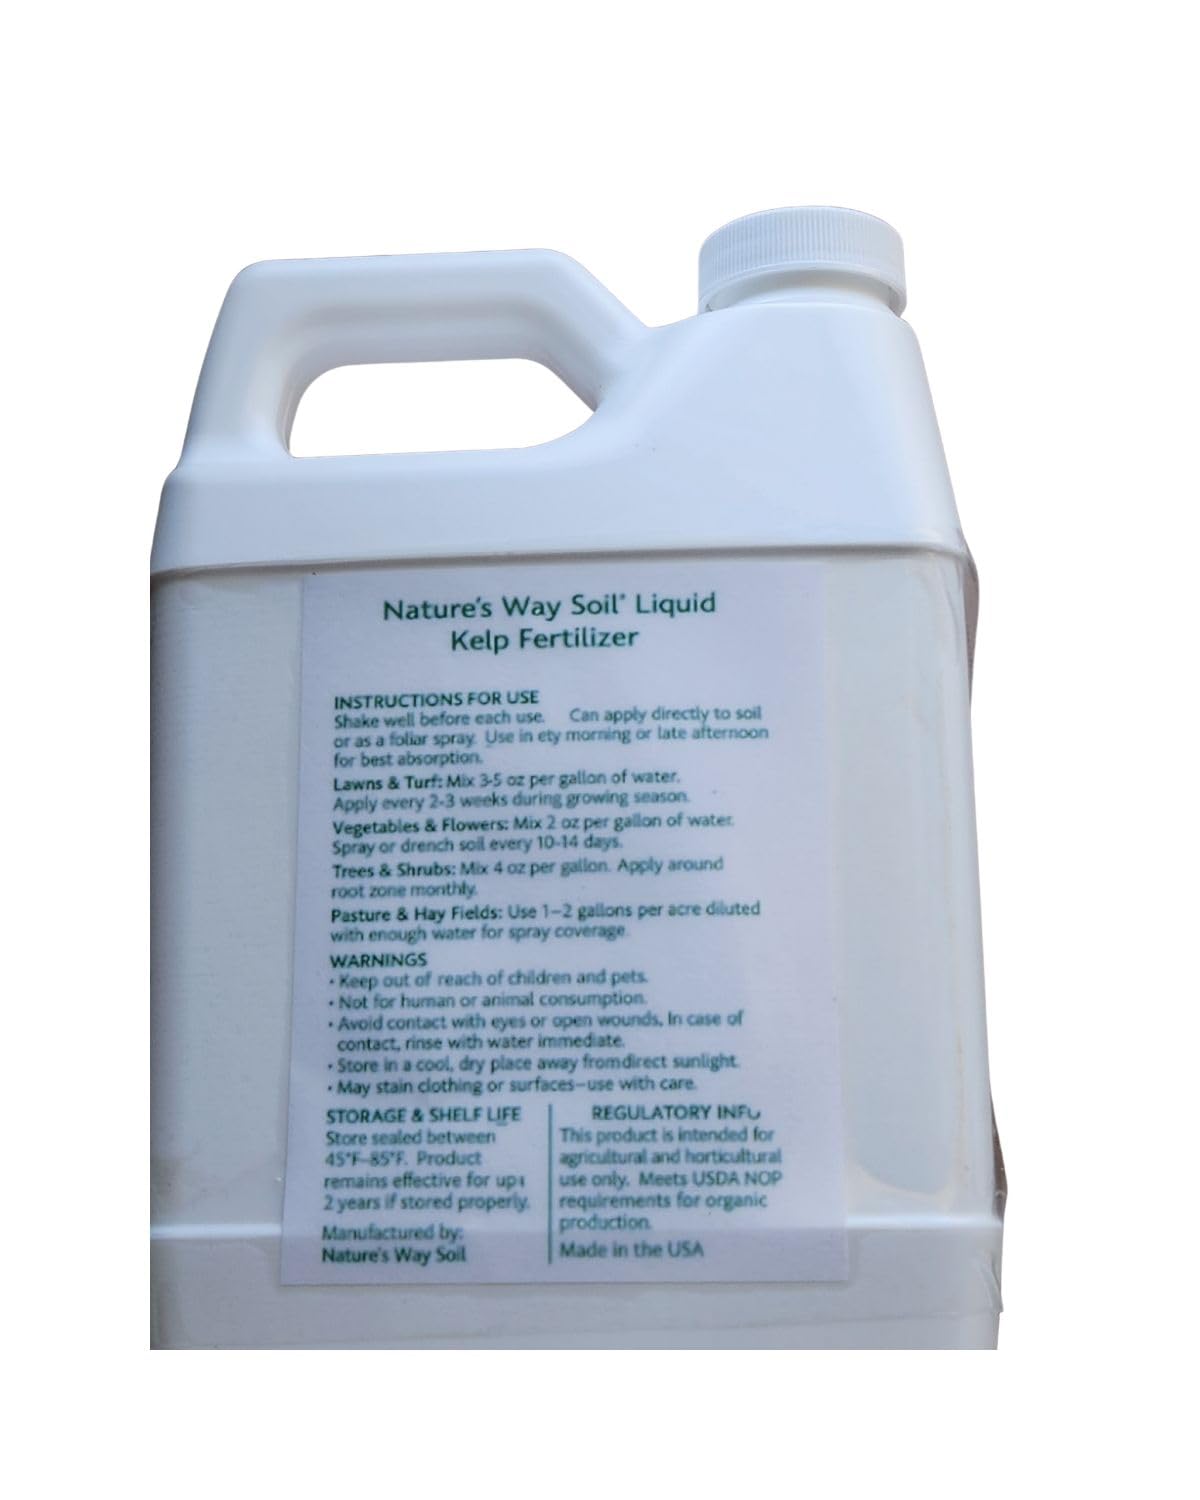 Nature's Way Soil® Liquid
Kelp Fertilizer
INSTRUCTIONS FOR USE
Shake well before each use. Can apply directly to soil
or as a foliar spray. Use in ety morning or late afternoon
for best absorption.
Lawns & Turf: Mix 3-5 oz per gallon of water.
Apply every 2-3 weeks during growing season.
Vegetables & Flowers: Mix 2 oz per gallon of water.
Spray or drench soil every 10-14 days.
Trees & Shrubs: Mix 4 oz per gallon. Apply around
root zone monthly.
Pasture & Hay Fields: Use 1–2 gallons per acre diluted
with enough water for spray coverage.
WARNINGS
• Keep out of reach of children and pets.
• Not for human or animal consumption.
• Avoid contact with eyes or open wounds. In case of
contact, rinse with water immediate.
• Store in a cool, dry place away fromdirect sunlight.
• May stain clothing or surfaces—use with care.
STORAGE & SHELF LIFE
Store sealed between
45°F–85°F. Product
remains effective for up
2 years if stored properly.
Manufactured by:
Nature's Way Soil
REGULATORY INFO
This product is intended for
agricultural and horticultural
use only. Meets USDA NOP
requirements for organic
production.
Made in the USA